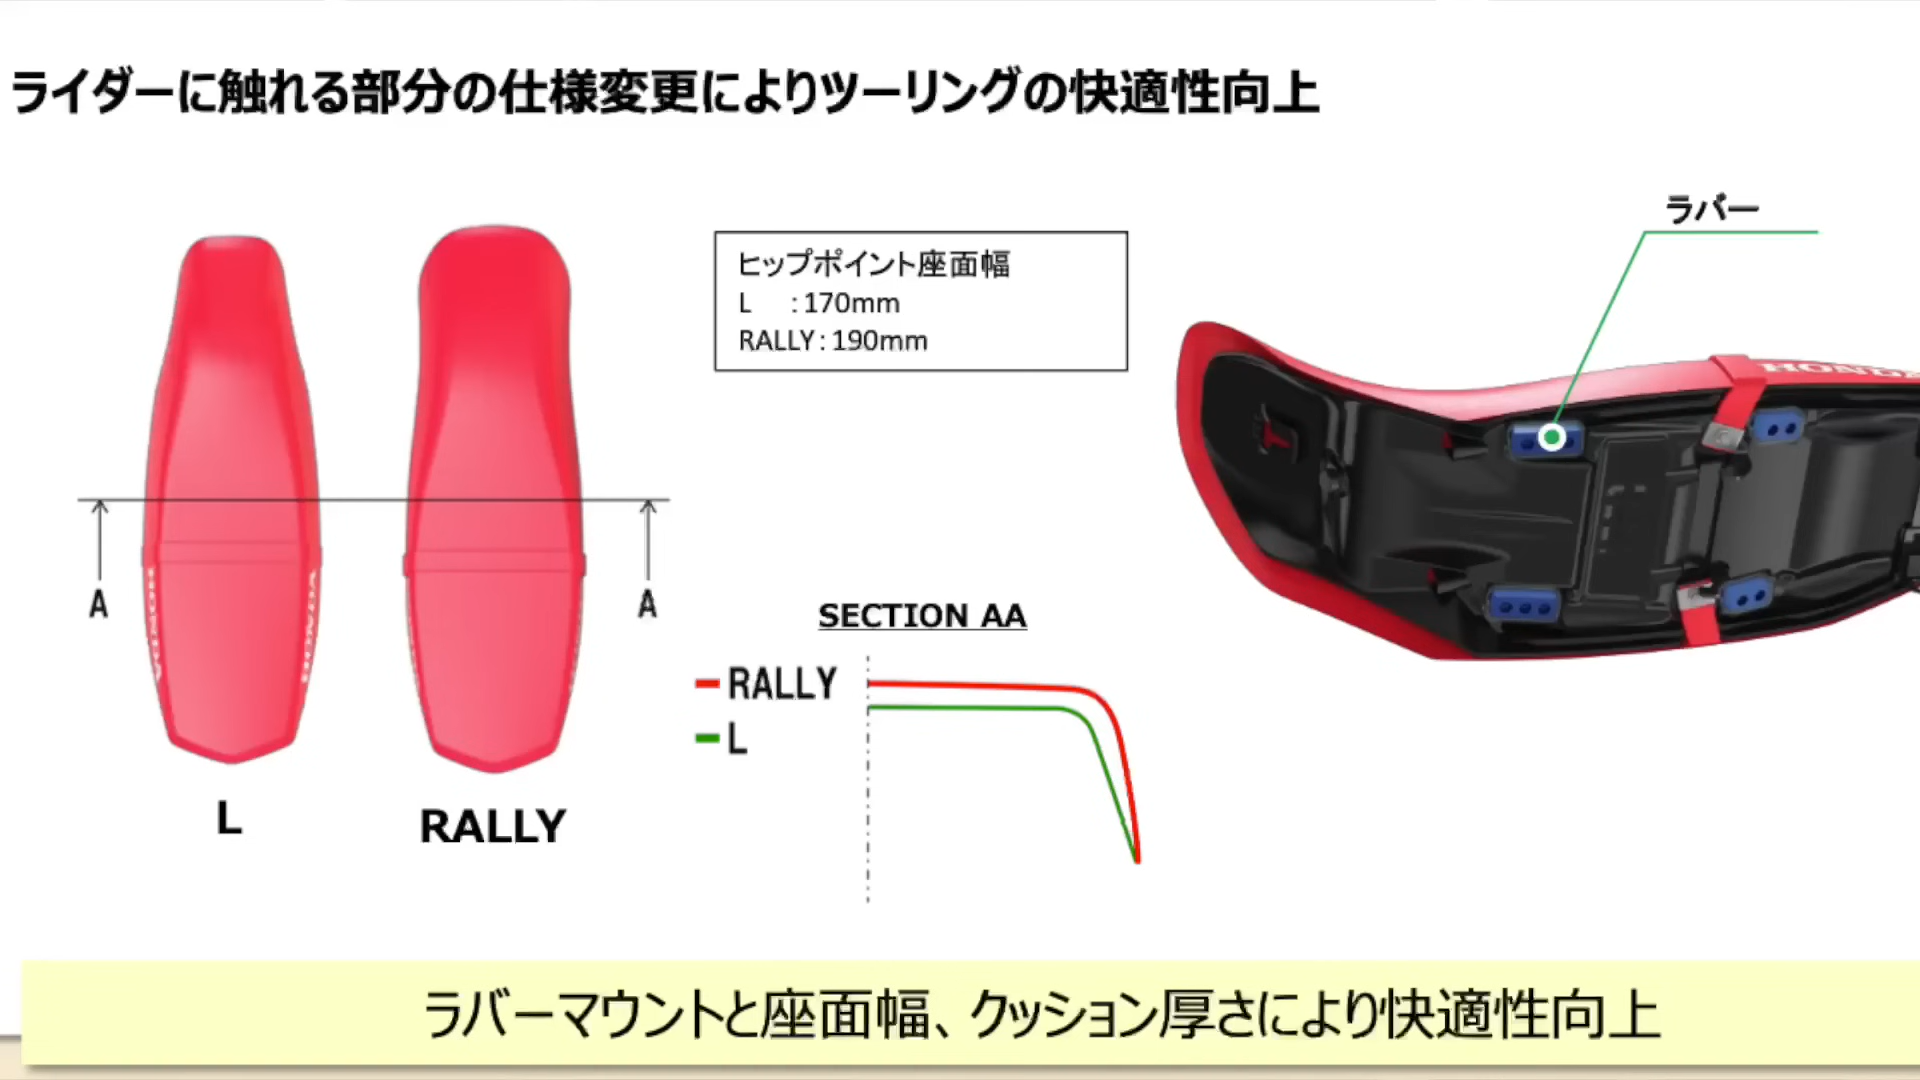 ライダーに触れる部分の仕様変更によりツーリングの快適性向上
ラバー
ヒップポイント座面幅
L :170mm
RALLY:190mm
HONDA
A
A
HONDA
HONDA
SECTION AA
RALLY
L
L
RALLY
ラバーマウントと座面幅、クッション厚さにより快適性向上